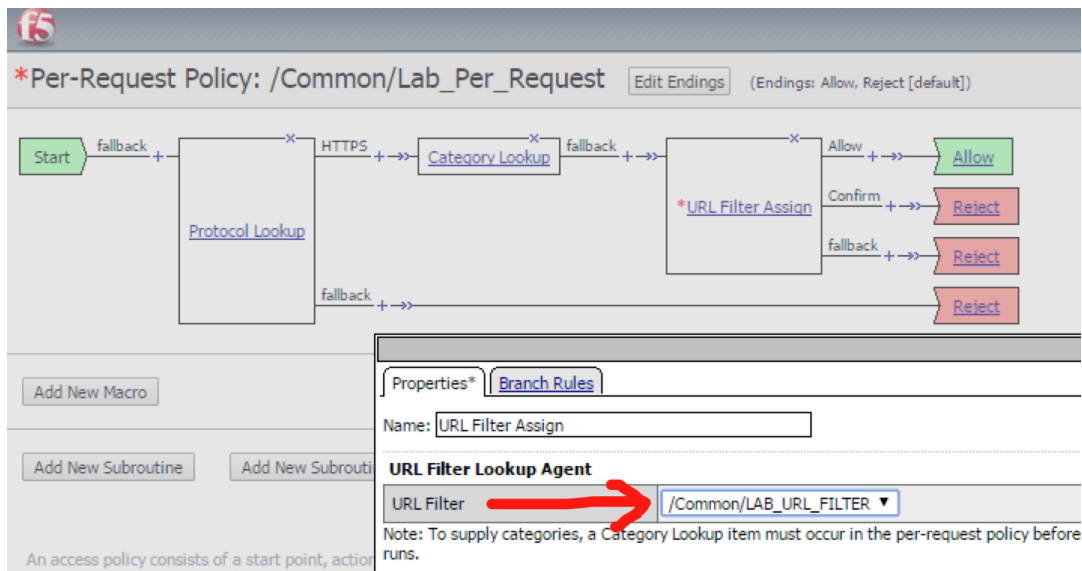 f5
*Per-Request Policy: /Common/Lab_Per_Request Edit Endings (Endings: Allow, Reject [default])
Start fallback + Protocol Lookup x HTTPS + Category Lookup x fallback + *URL Filter Assign x Allow + Allow
Confirm + Reject
fallback + Reject
fallback + Reject
Add New Macro
Add New Subroutine Add New
An access policy consists of a start point,
Properties* Branch Rules
Name: URL Filter Assign
URL Filter Lookup Agent
URL Filter /Common/LAB_URL_FILTER ▼
Note: To supply categories, a Category Lookup item must occur in the per-request policy before
runs.